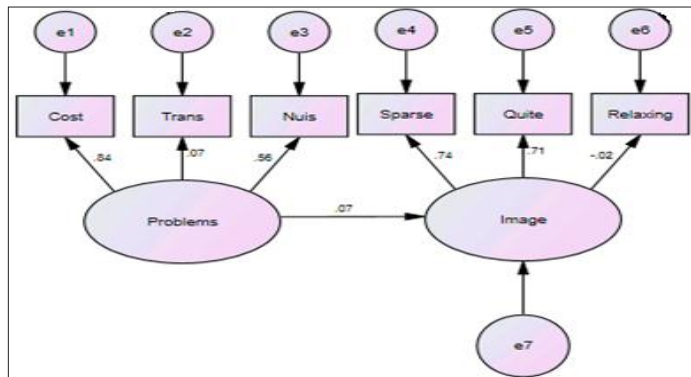 e1 e2 e3 e4 e5 e6
Cost Trans Nuis Sparse Quite Relaxing
.84 .07 .56 .74 .71 -.02
Problems .07 Image
e7